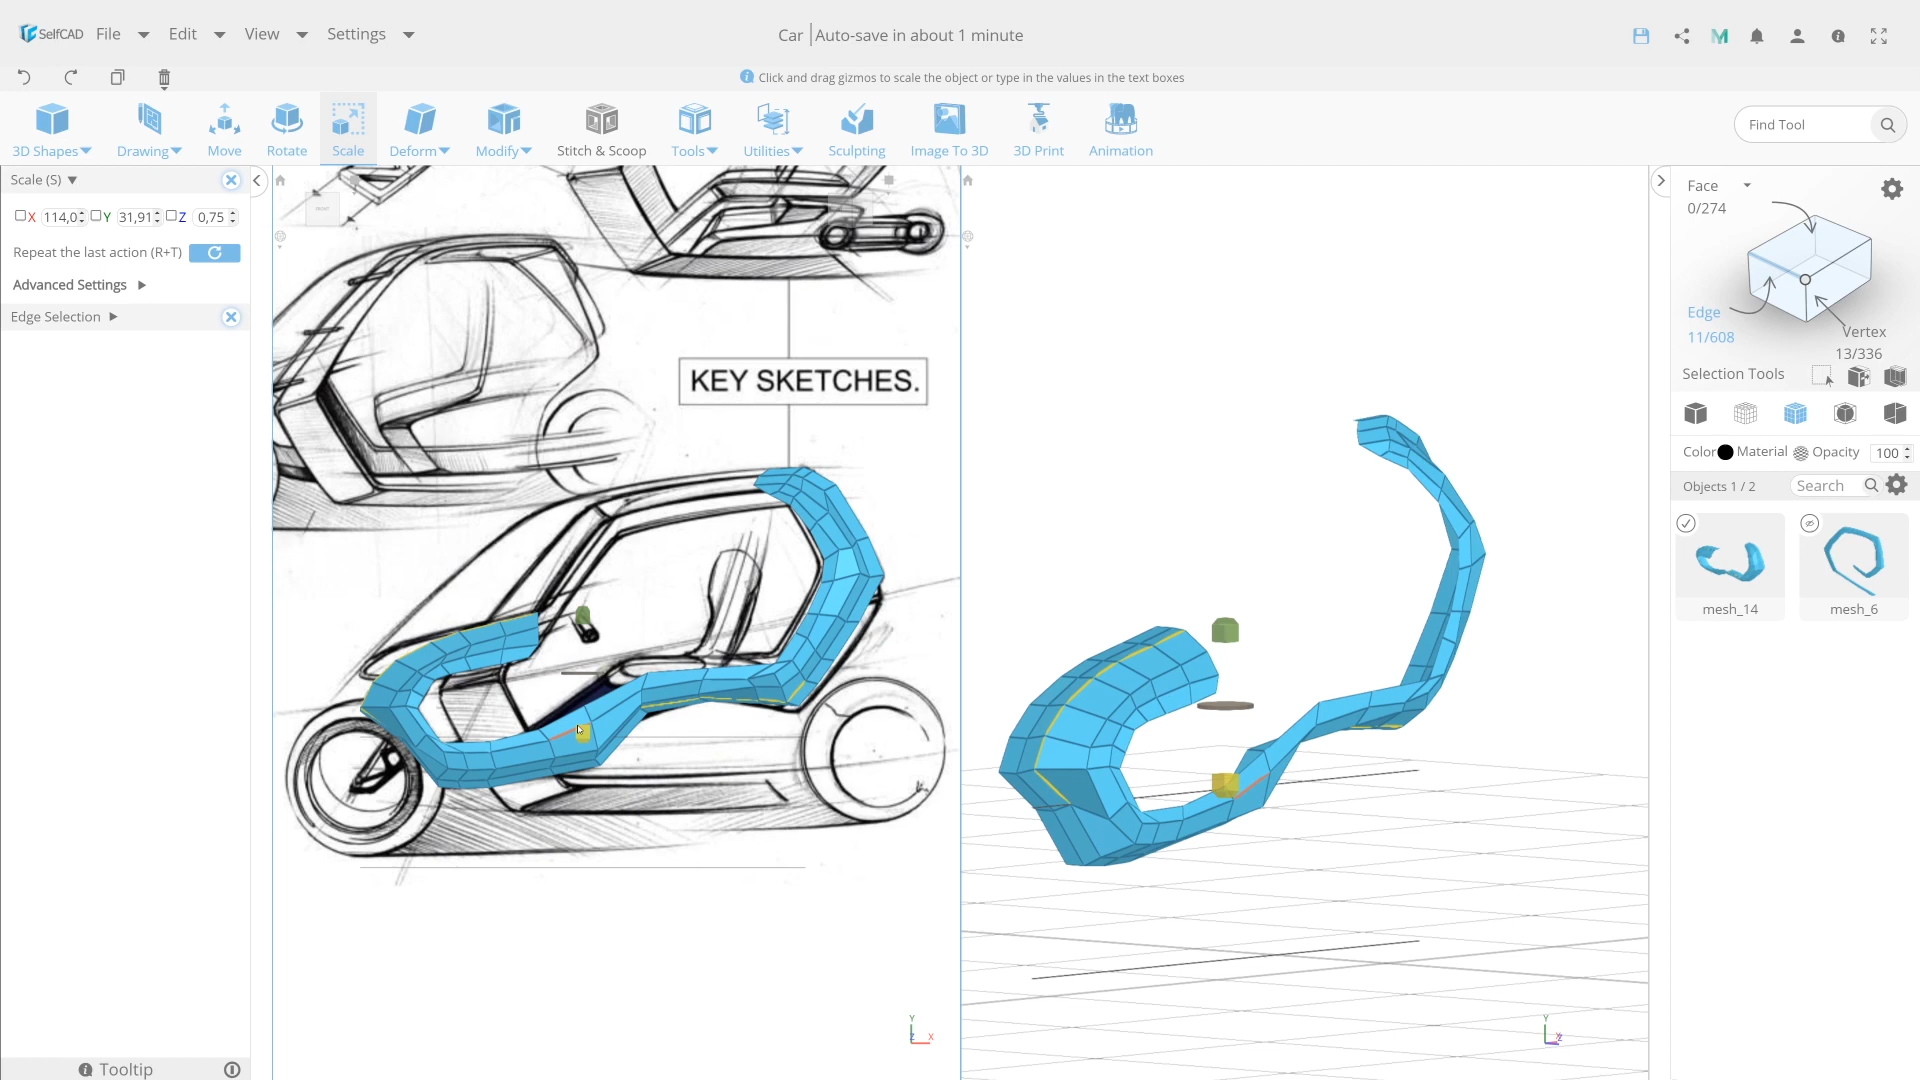 SelfCAD File Edit View Settings
Car Auto-save in about 1 minute
Click and drag gizmos to scale the object or type in the values in the text boxes
3D Shapes Drawing Move Rotate Scale Deform Modify Stitch & Scoop Tools Utilities Sculpting Image To 3D 3D Print Animation
Find Tool
Scale (S)
X 114,0 Y 31,91 Z 0,75
Repeat the last action (R+T)
Advanced Settings
Edge Selection
FRONT
KEY SKETCHES.
Face
0/274
Edge
11/608
Vertex
13/336
Selection Tools
Color Material Opacity 100
Objects 1 / 2 Search
mesh_14 mesh_6
Y
Z X
Y
X Z
Tooltip